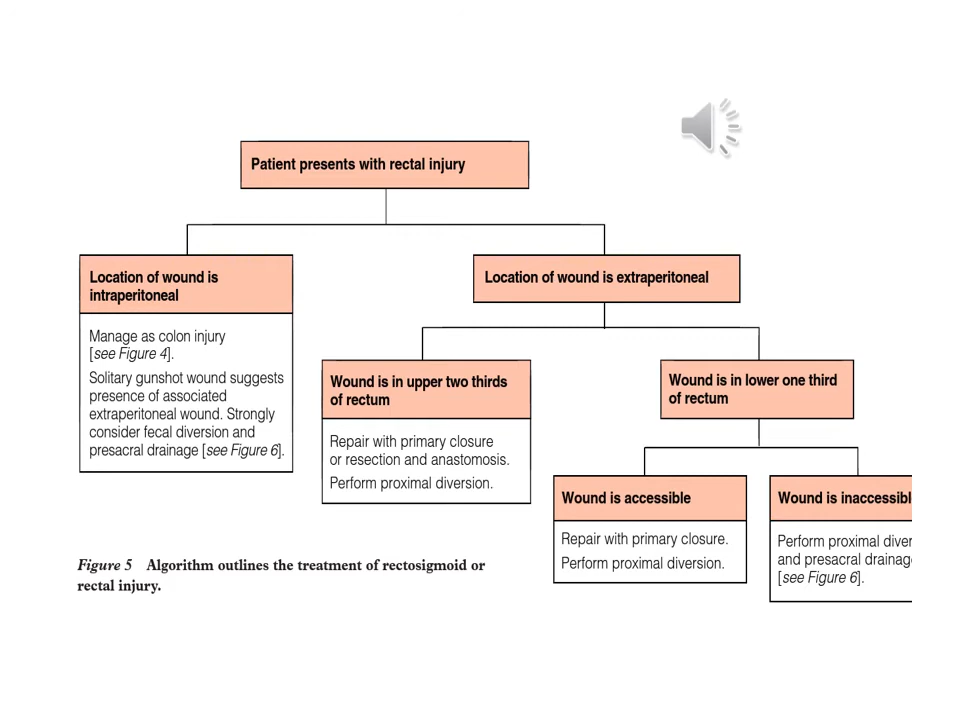 Patient presents with rectal injury
Location of wound is
intraperitoneal
Manage as colon injury
[see Figure 4].
Solitary gunshot wound suggests
presence of associated
extraperitoneal wound. Strongly
consider fecal diversion and
presacral drainage [see Figure 6].
Location of wound is extraperitoneal
Wound is in upper two thirds
of rectum
Repair with primary closure
or resection and anastomosis.
Perform proximal diversion.
Wound is in lower one third
of rectum
Wound is accessible
Repair with primary closure.
Perform proximal diversion.
Wound is
Perform proximal
and presacral
[see Figure 6].
Figure 5 Algorithm outlines the treatment of rectosigmoid or
rectal injury.